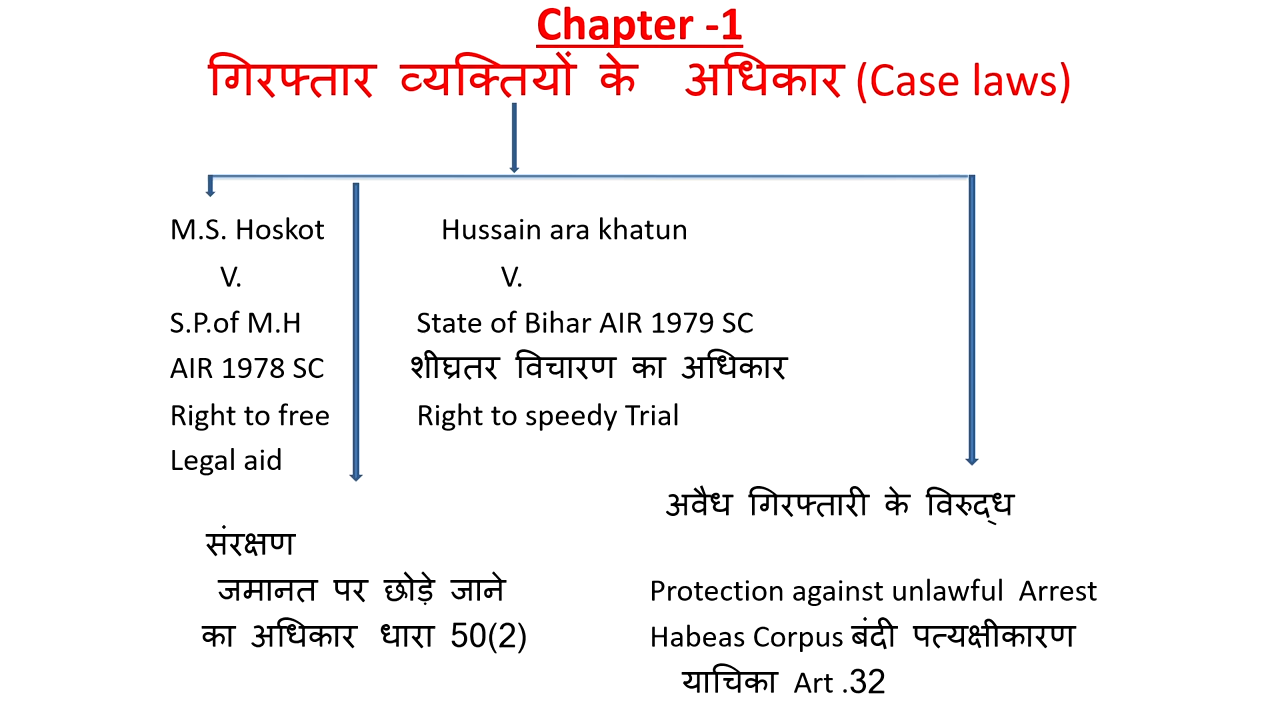 Chapter -1
गिरफ्तार व्यक्तियों के अधिकार (Case laws)
M.S. Hoskot Hussain ara khatun
V. V.
S.P.of M.H State of Bihar AIR 1979 SC
AIR 1978 SC शीघ्रतर विचारण का अधिकार
Right to free Right to speedy Trial
Legal aid
अवैध गिरफ्तारी के विरुद्ध
संरक्षण
जमानत पर छोड़े जाने Protection against unlawful Arrest
का अधिकार धारा 50(2) Habeas Corpus बंदी पत्यक्षीकारण
याचिका Art .32